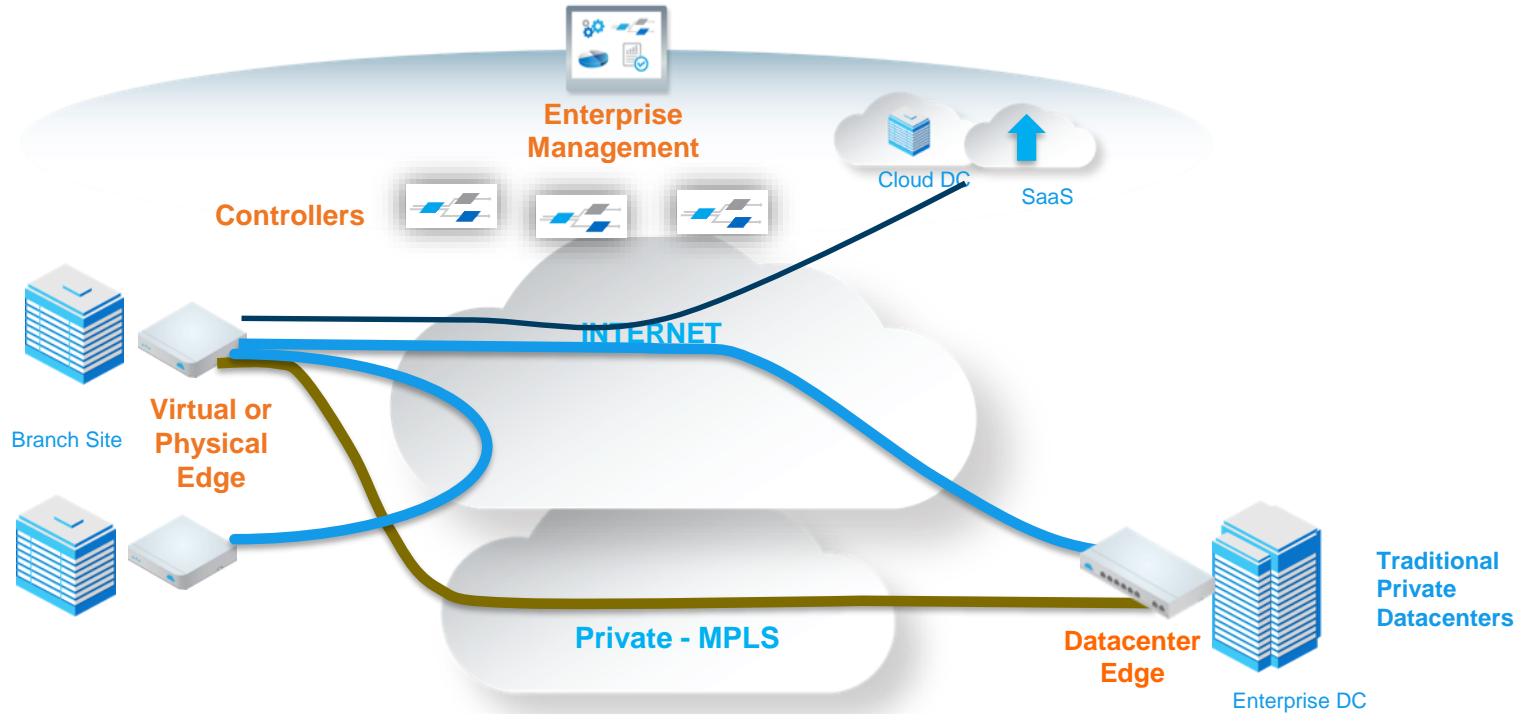 Enterprise
Management
Cloud DC
SaaS
Controllers
INTERNET
Branch Site
Virtual or
Physical
Edge
Private - MPLS
Datacenter
Edge
Traditional
Private
Datacenters
Enterprise DC